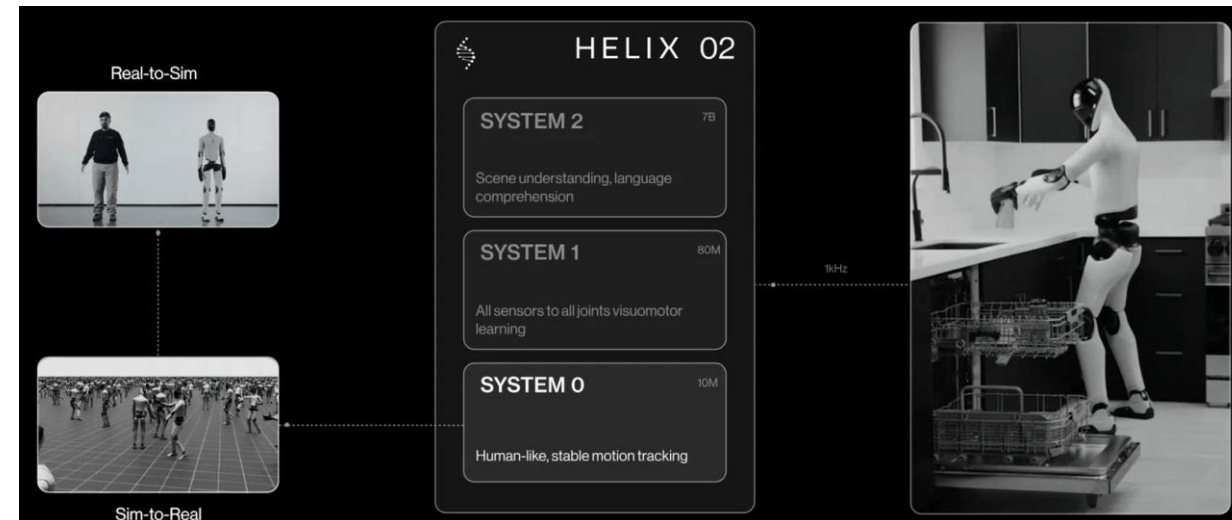 Real-to-Sim
HELIX 02
SYSTEM 2
7B
Scene understanding, language
comprehension
SYSTEM 1
80M
All sensors to all joints visuomotor
learning
1kHz
SYSTEM 0
10M
Human-like, stable motion tracking
Sim-to-Real